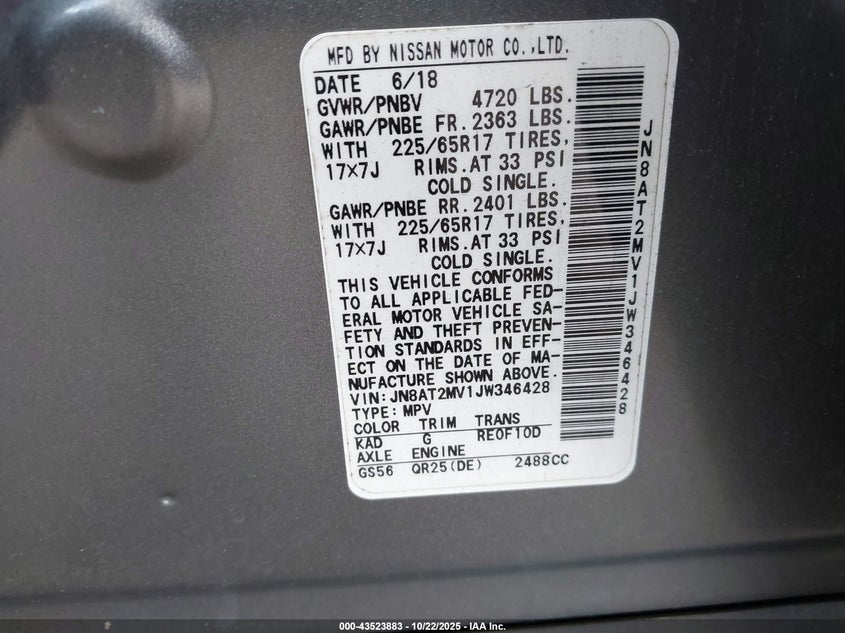 MFD BY NISSAN MOTOR CO.,LTD.
DATE 6/18
GVWR/PNBV 4720 LBS.
GAWR/PNBE FR. 2363 LBS.
WITH 225/65R17 TIRES,
17×7J RIMS.AT 33 PSI
COLD SINGLE.
GAWR/PNBE RR. 2401 LBS.
WITH 225/65R17 TIRES,
17×7J RIMS.AT 33 PSI
COLD SINGLE.
THIS VEHICLE CONFORMS
TO ALL APPLICABLE FED-
ERAL MOTOR VEHICLE SA-
FETY AND THEFT PREVEN-
TION STANDARDS IN EFF-
ECT ON THE DATE OF MA-
NUFACTURE SHOWN ABOVE.
VIN:JN8AT2MV1JW346428
TYPE:MPV
COLOR TRIM TRANS
KAD G RE0F10D
AXLE ENGINE
GS56 QR25(DE) 2488CC
JN8AT2MV1JW346428
000-43523883 - 10/22/2025 - IAA Inc.